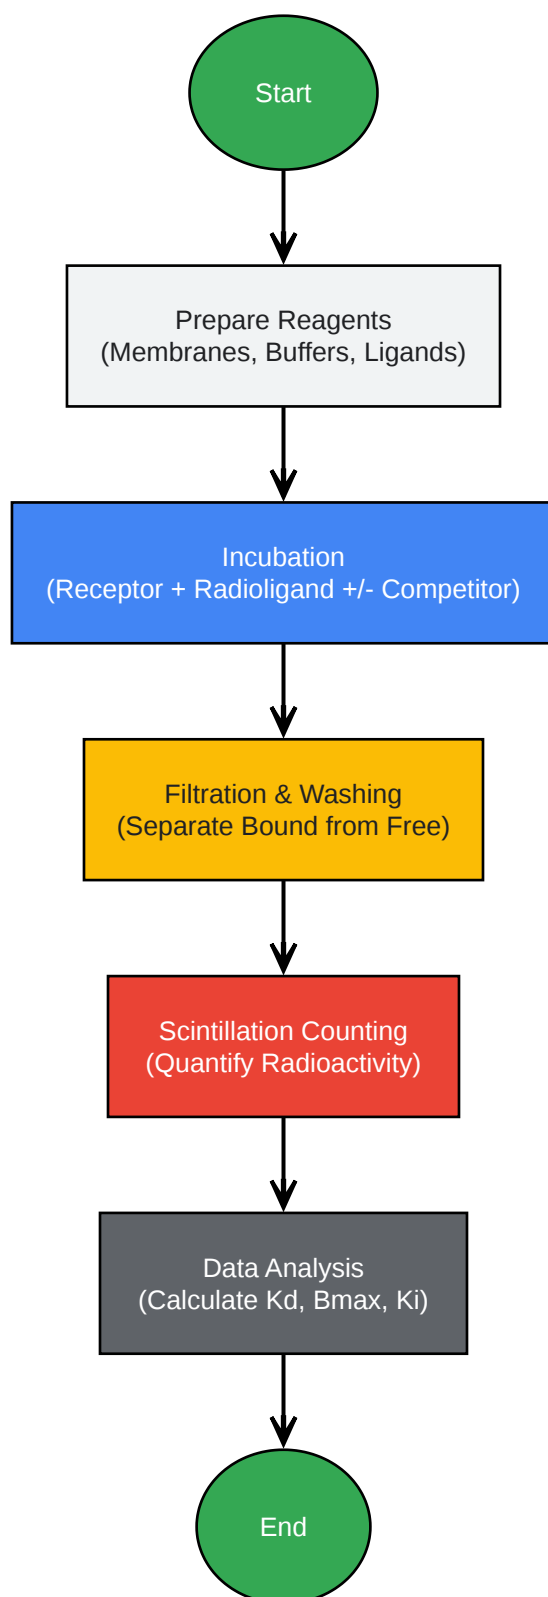 Start
Prepare Reagents
(Membranes, Buffers, Ligands)
Incubation
(Receptor + Radioligand +/- Competitor)
Filtration & Washing
(Separate Bound from Free)
Scintillation Counting
(Quantify Radioactivity)
Data Analysis
(Calculate Kd, Bmax, Ki)
End